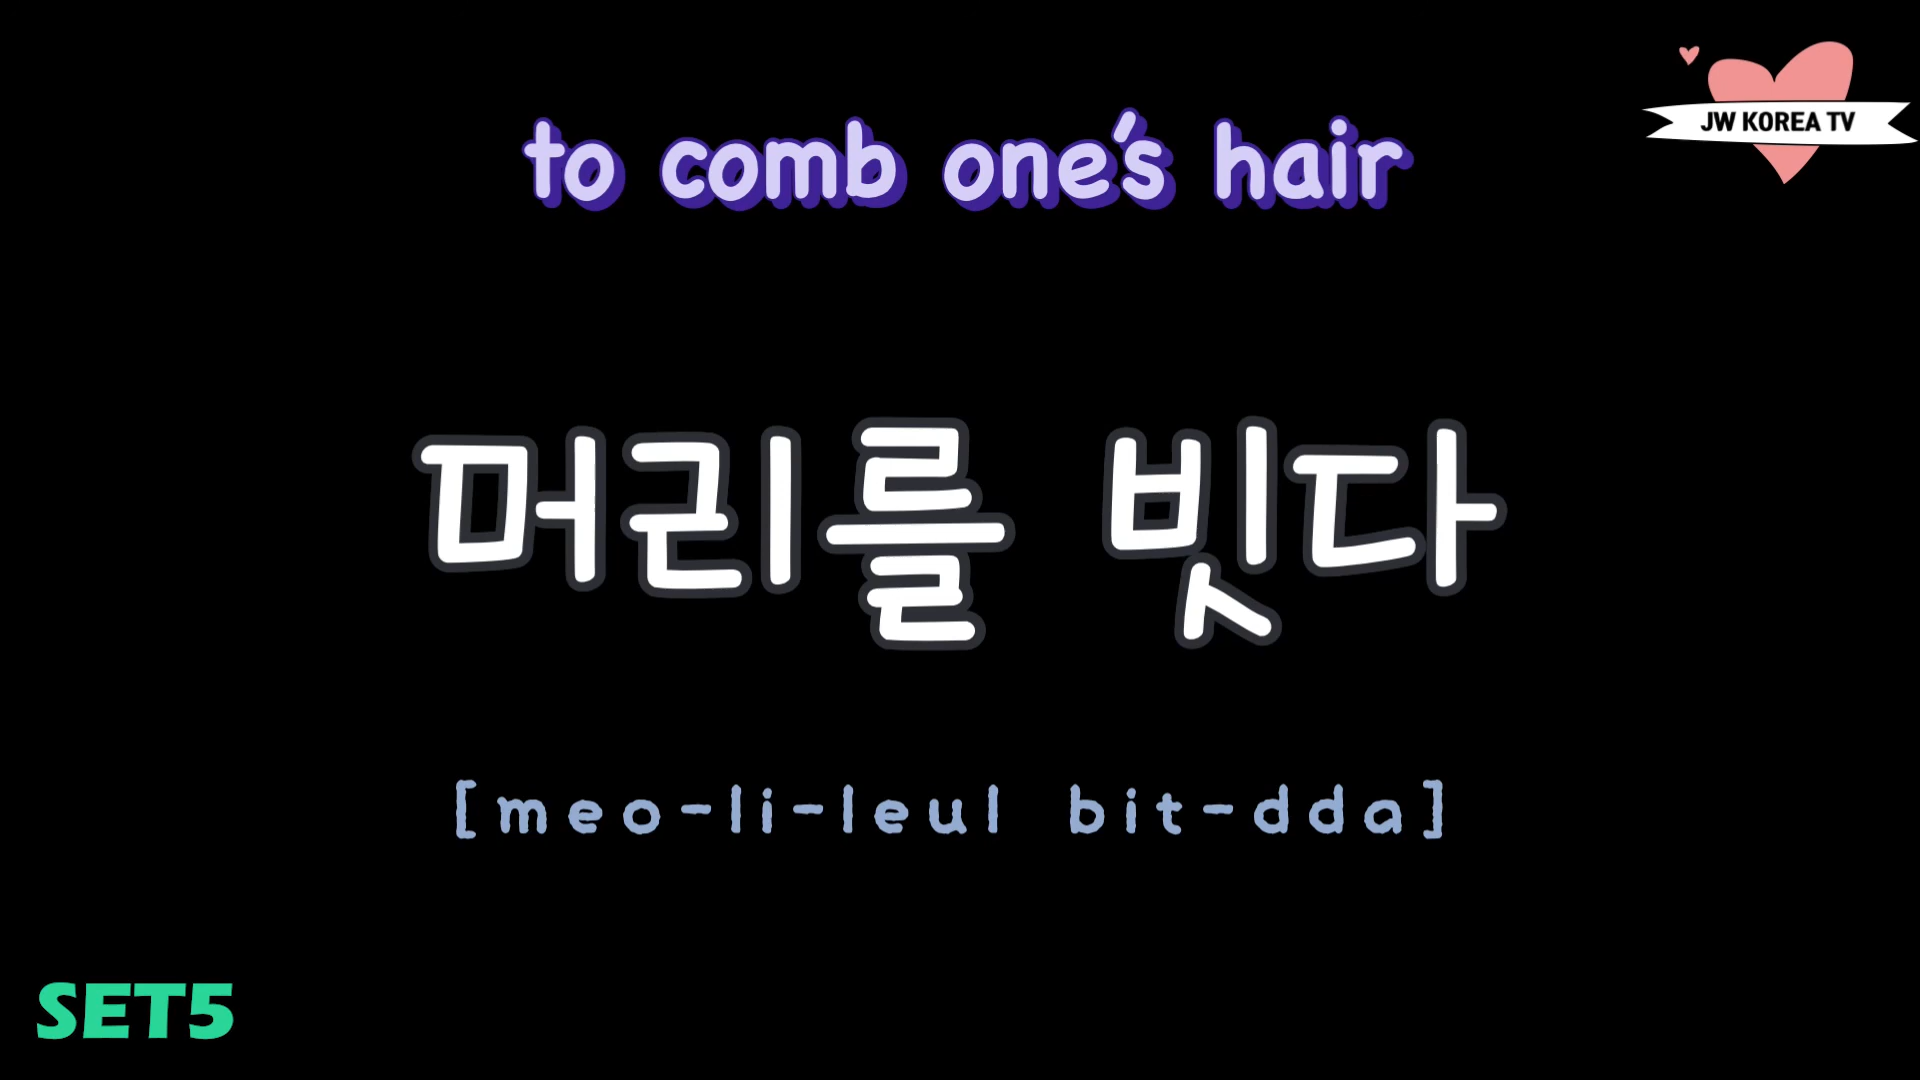 JW KOREA TV
to comb one's hair
머리를 빗다
[meo-li-leul bit-dda]
SET5